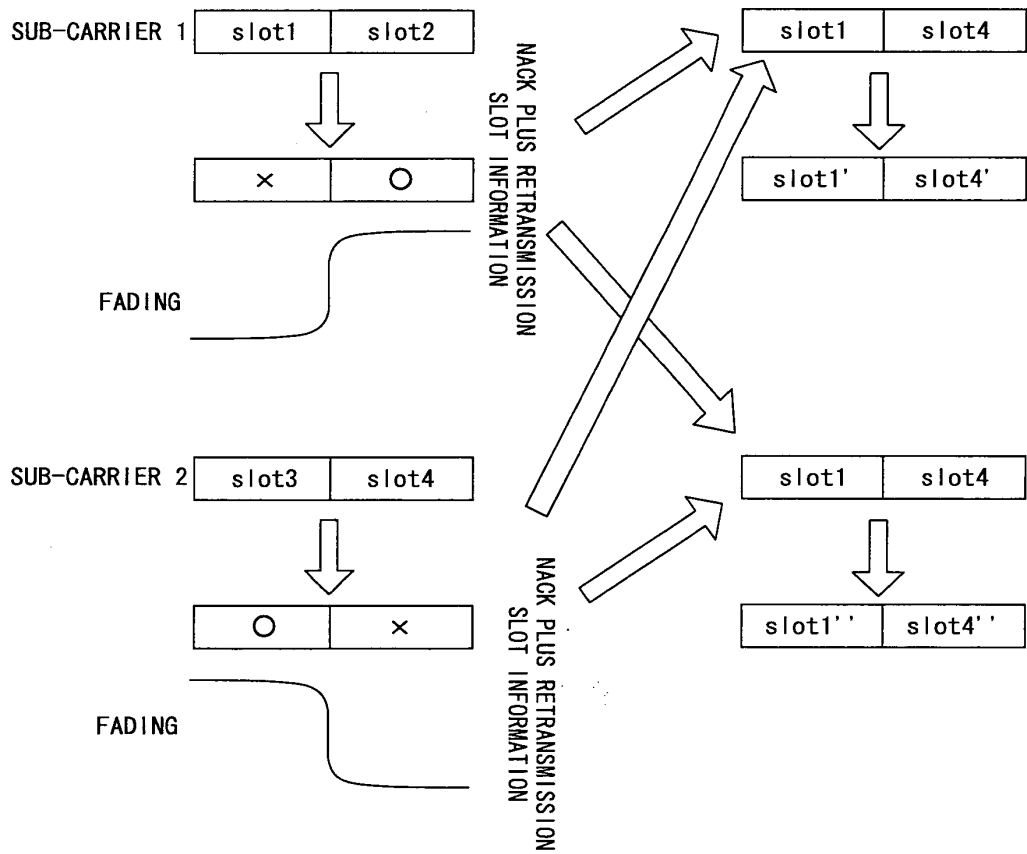 SUB-CARRIER 1
slot1 slot2
× ○
FADING
NACK PLUS RETRANSMISSION
SLOT INFORMATION
slot1 slot4
slot1' slot4'
SUB-CARRIER 2
slot3 slot4
○ ×
FADING
NACK PLUS RETRANSMISSION
SLOT INFORMATION
slot1 slot4
slot1'' slot4''